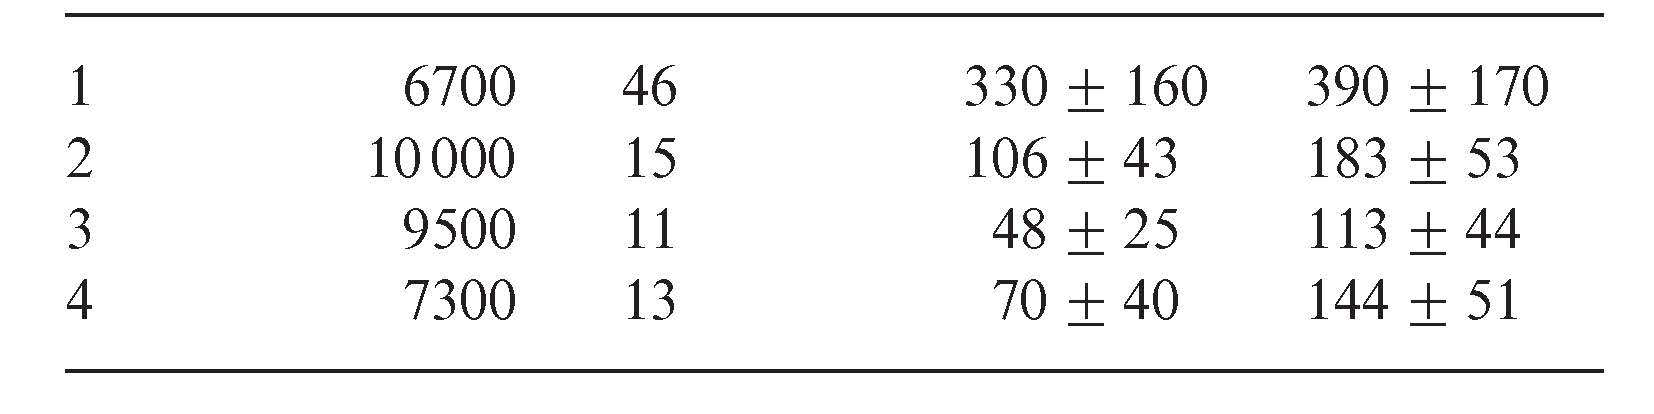 1 6700 46 330 ± 160 390 ± 170
2 10 000 15 106 ± 43 183 ± 53
3 9500 11 48 ± 25 113 ± 44
4 7300 13 70 ± 40 144 ± 51